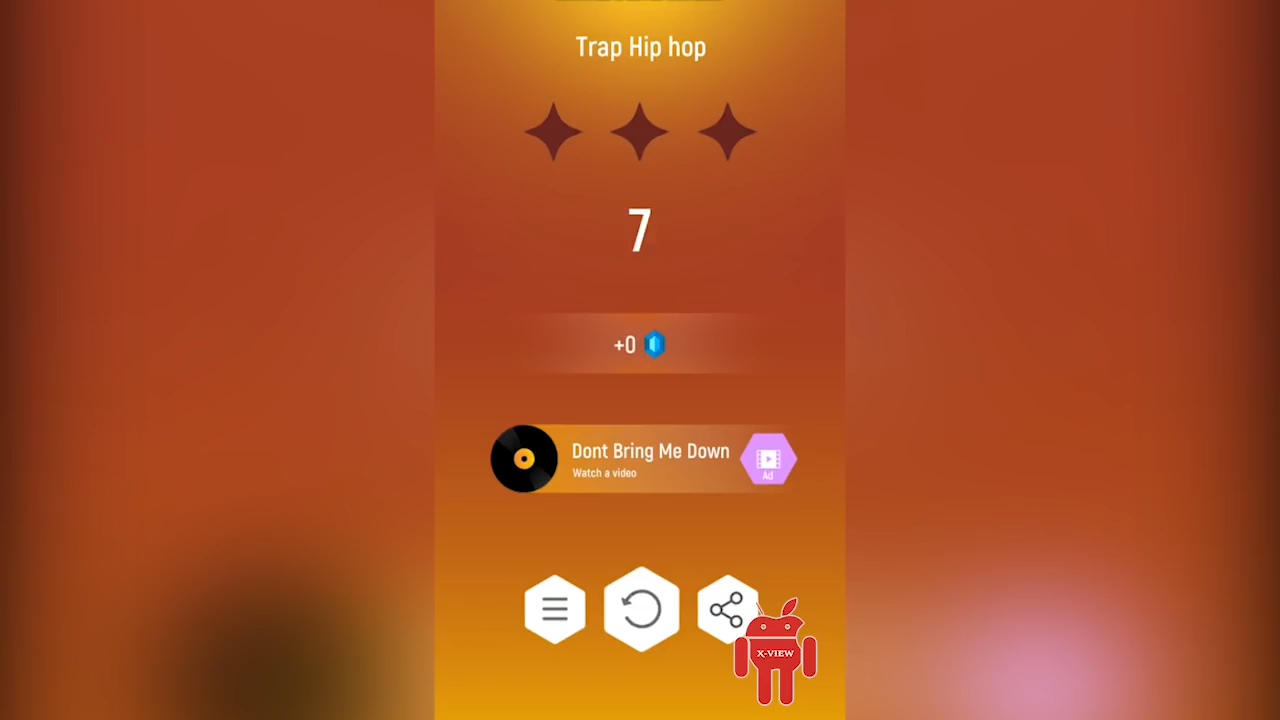 Trap Hip hop
7
+0
Dont Bring Me Down
Watch a video
Ad
X-VIEW